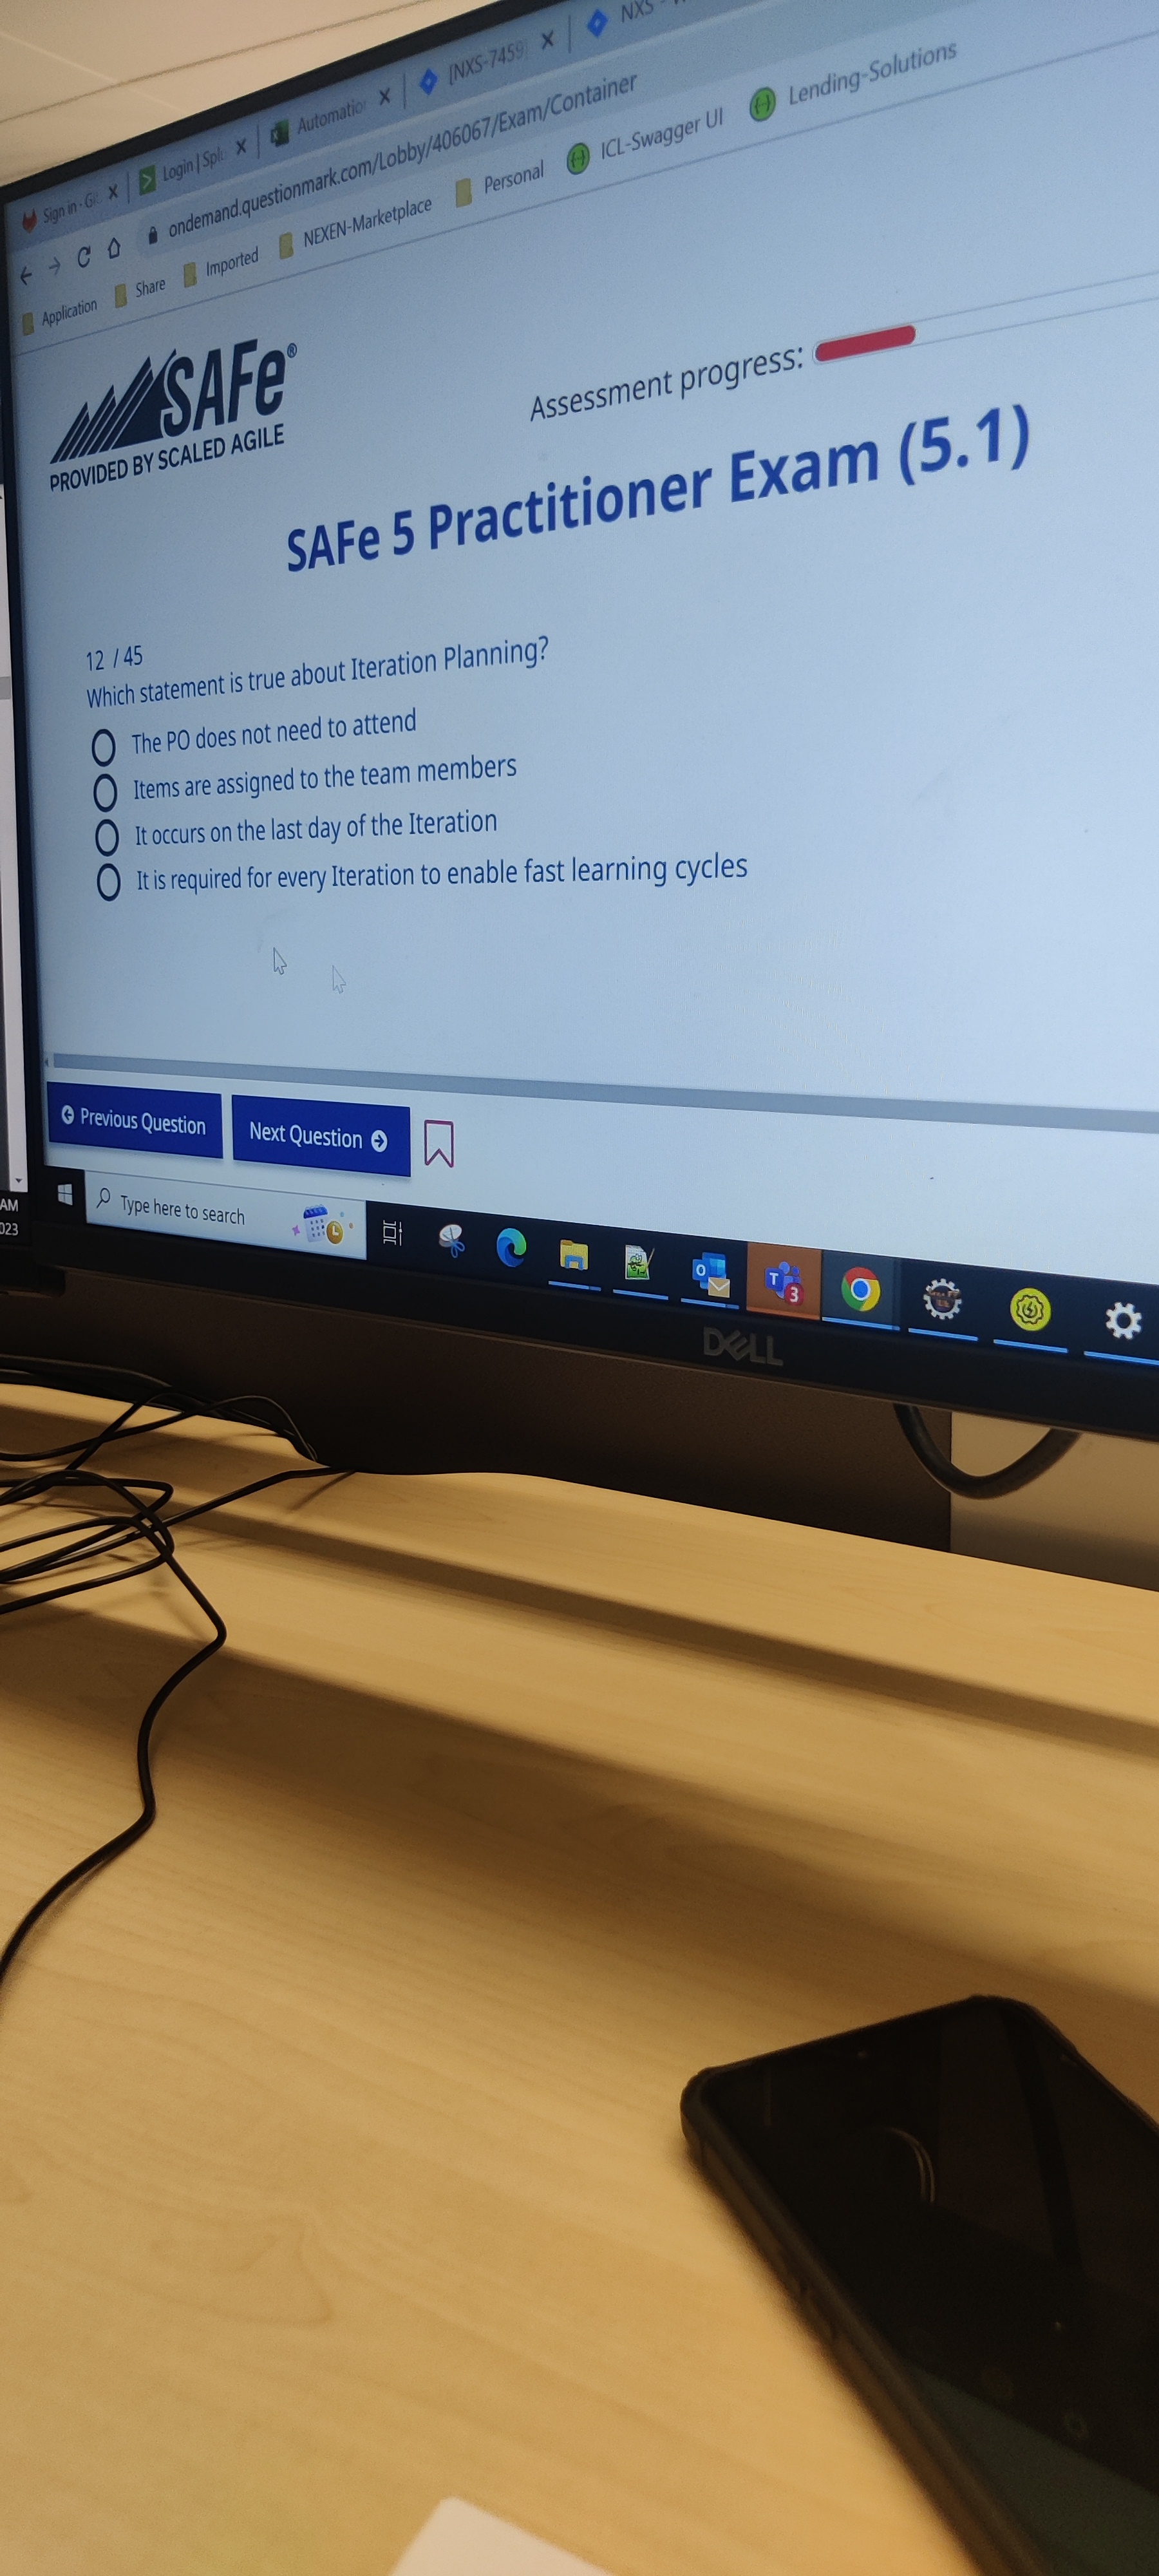 Sign in - Gi
Login | Spl
Automatio
[NXS-7459
NXS -
ondemand.questionmark.com/Lobby/406067/Exam/Container
Application
Share
Imported
NEXEN-Marketplace
Personal
ICL-Swagger UI
Lending-Solutions
SAFe®
PROVIDED BY SCALED AGILE
Assessment progress:
SAFe 5 Practitioner Exam (5.1)
12 / 45
Which statement is true about Iteration Planning?
The PO does not need to attend
Items are assigned to the team members
It occurs on the last day of the Iteration
It is required for every Iteration to enable fast learning cycles
Previous Question
Next Question
AM
023
Type here to search
3
DELL